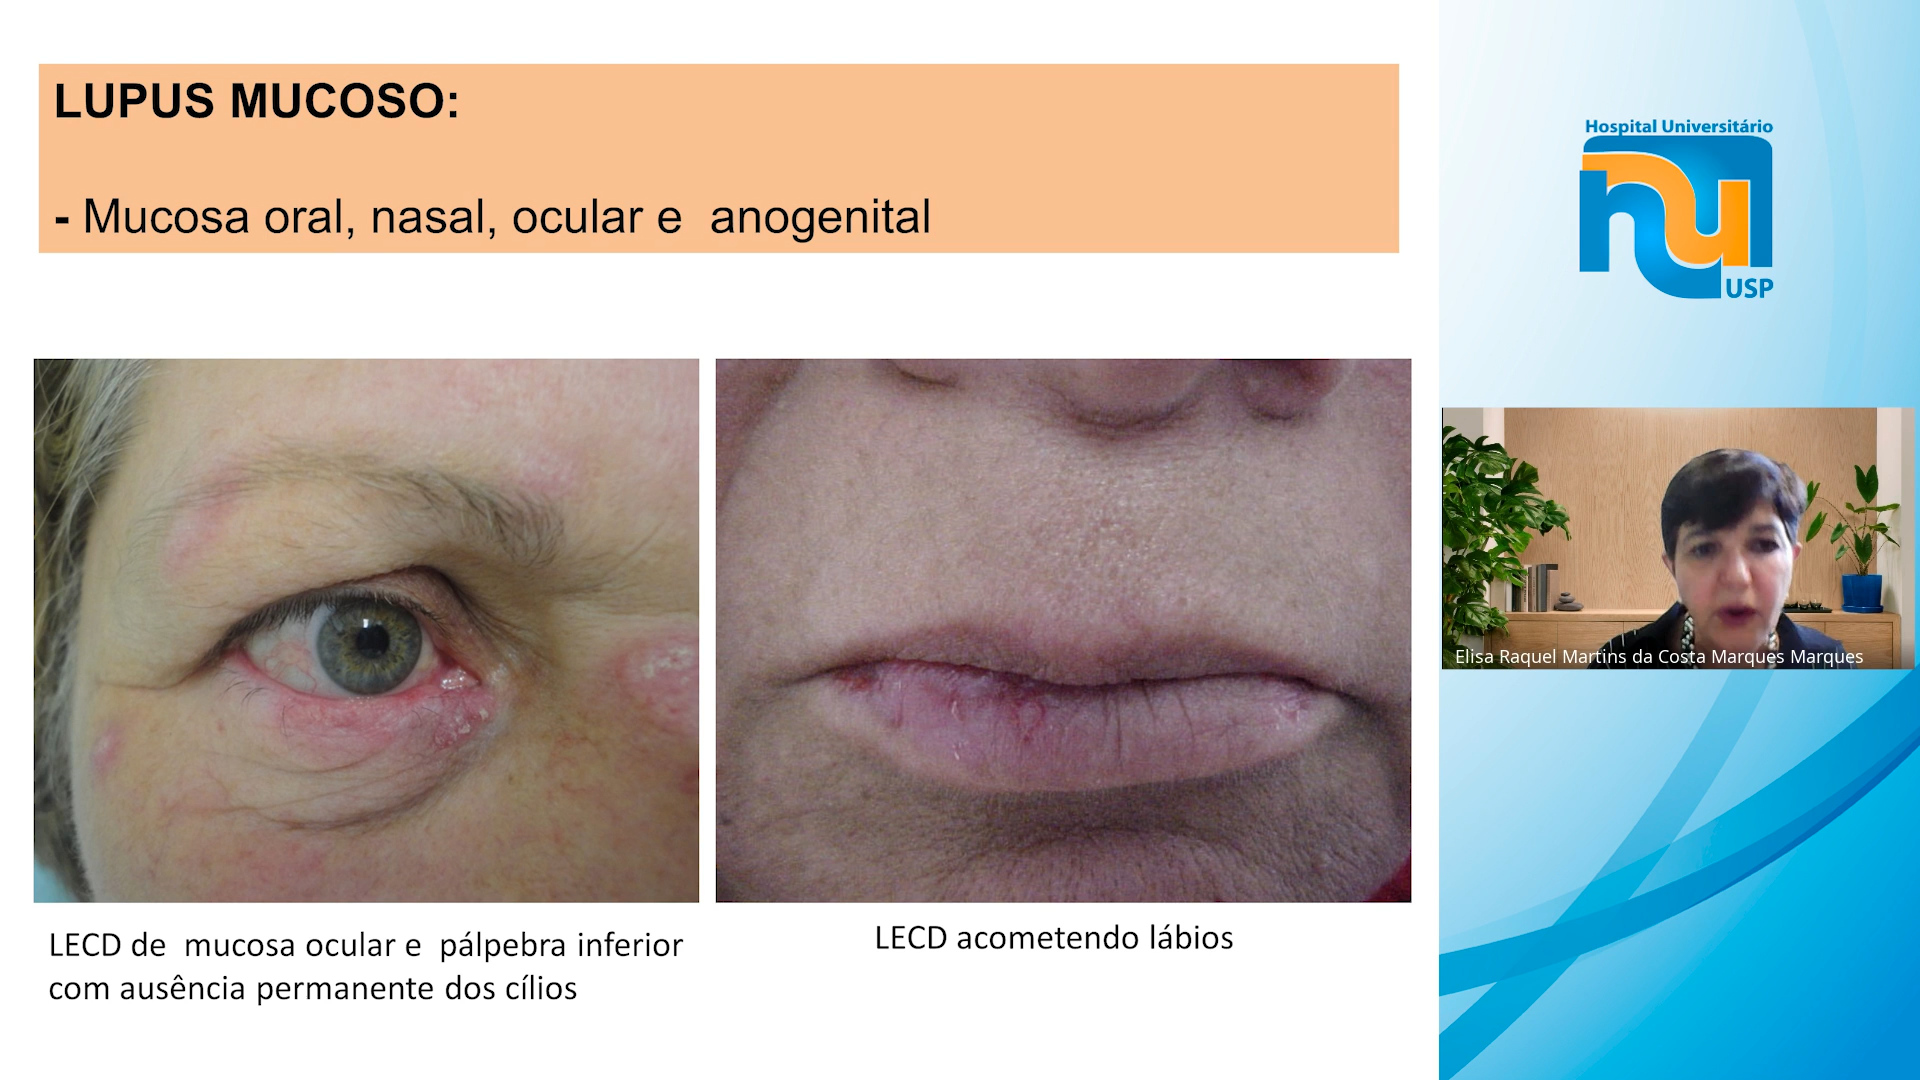 LUPUS MUCOSO:
- Mucosa oral, nasal, ocular e anogenital
LECD de mucosa ocular e pálpebra inferior
com ausência permanente dos cílios
LECD acometendo lábios
Hospital Universitário
hu
USP
Elisa Raquel Martins da Costa Marques Marques